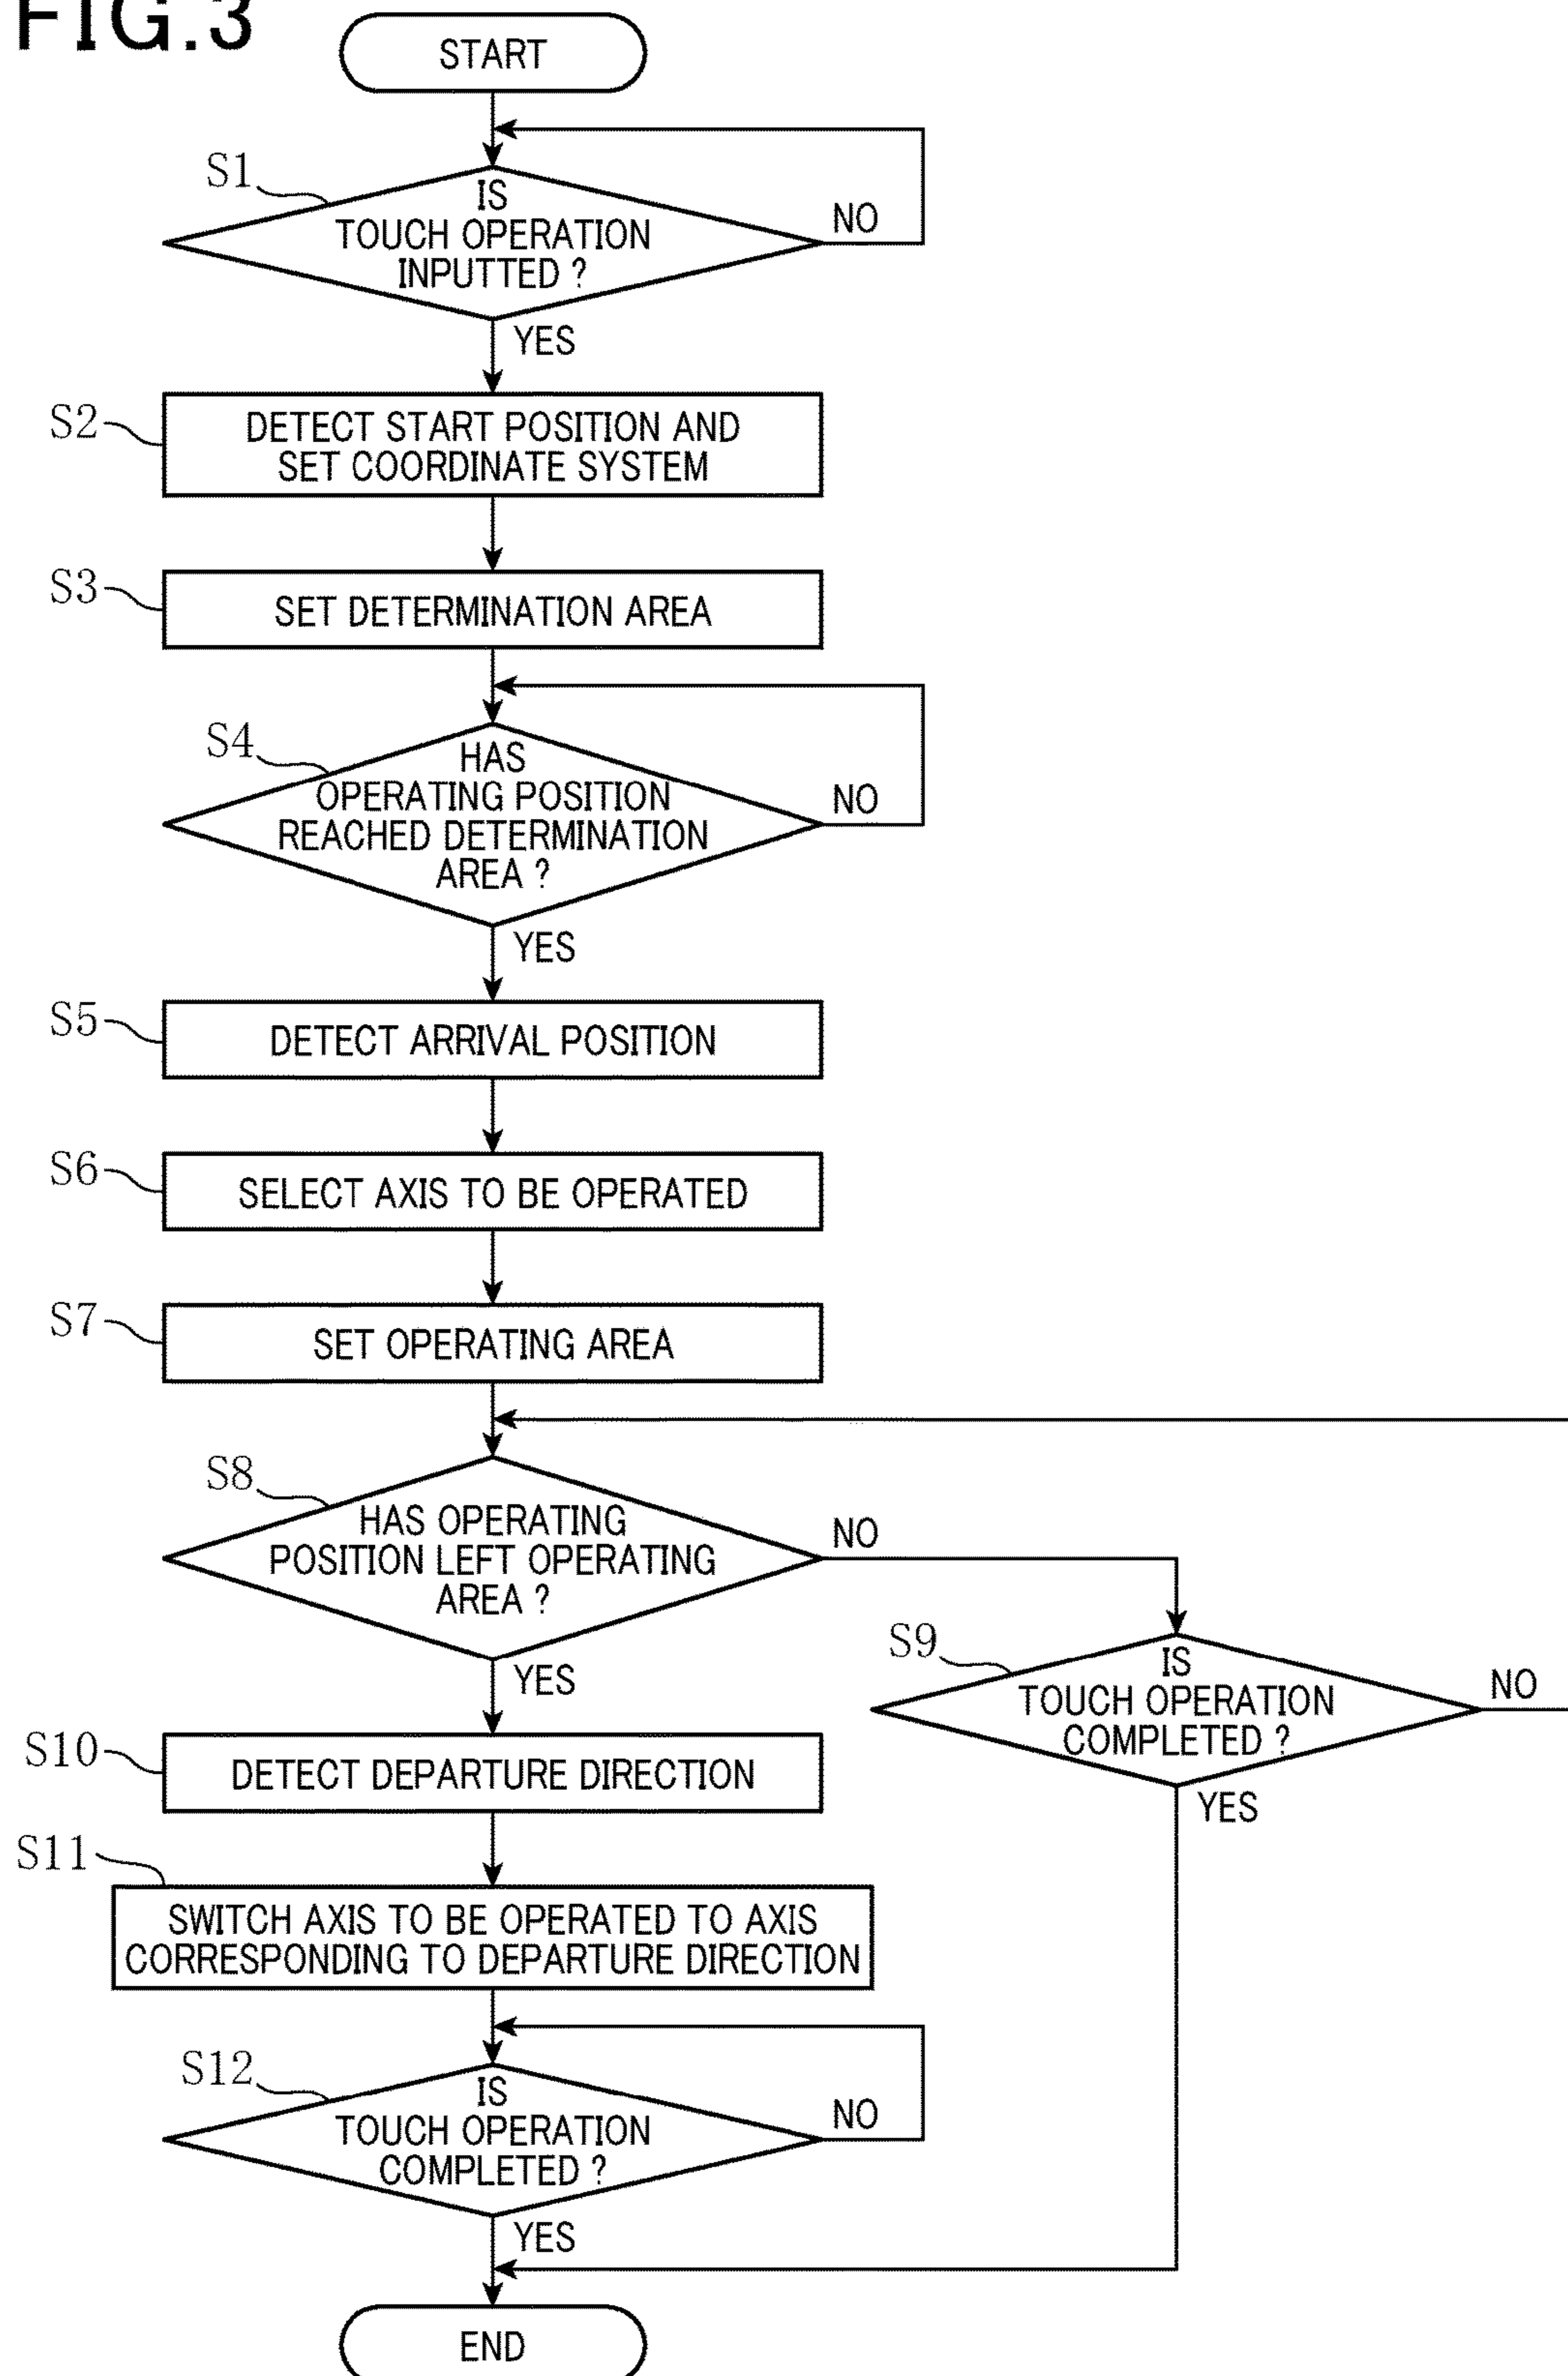 FIG.3
START
S1
IS
TOUCH OPERATION
INPUTTED ?
NO
YES
S2
DETECT START POSITION AND
SET COORDINATE SYSTEM
S3
SET DETERMINATION AREA
S4
HAS
OPERATING POSITION
REACHED DETERMINATION
AREA ?
NO
YES
S5
DETECT ARRIVAL POSITION
S6
SELECT AXIS TO BE OPERATED
S7
SET OPERATING AREA
S8
HAS OPERATING
POSITION LEFT OPERATING
AREA ?
NO
YES
S9
IS
TOUCH OPERATION
COMPLETED ?
NO
YES
S10
DETECT DEPARTURE DIRECTION
S11
SWITCH AXIS TO BE OPERATED TO AXIS
CORRESPONDING TO DEPARTURE DIRECTION
S12
IS
TOUCH OPERATION
COMPLETED ?
NO
YES
END